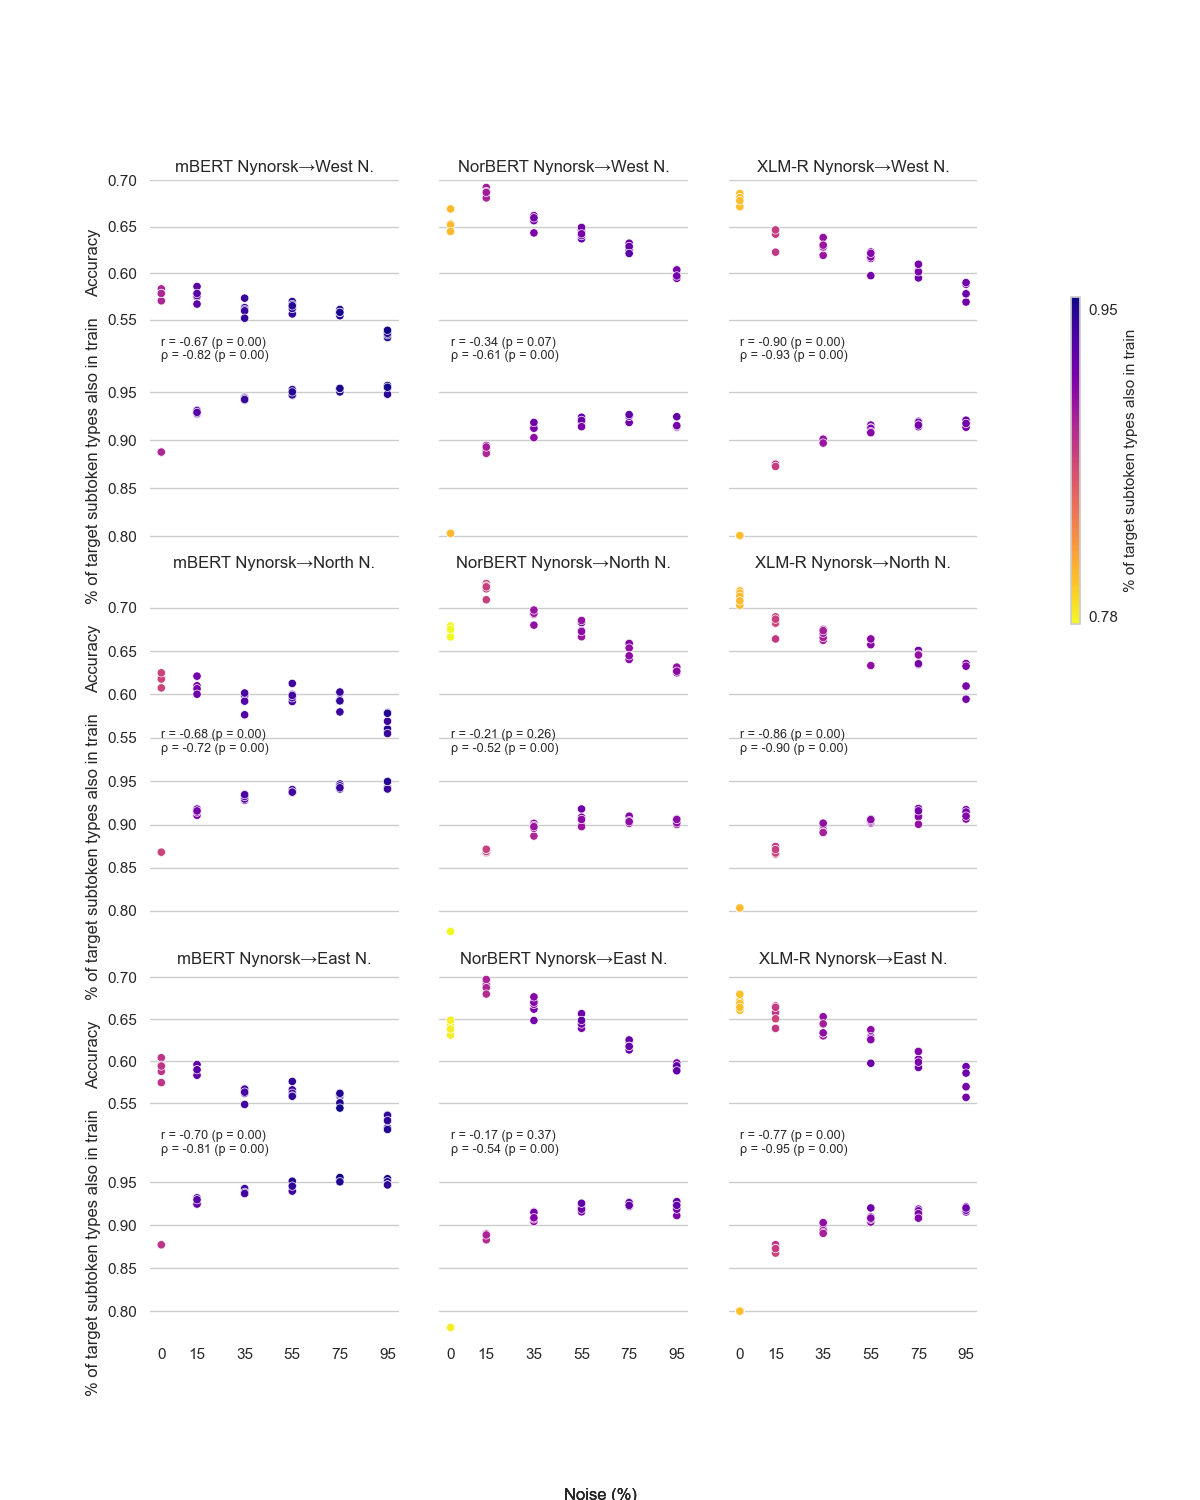 mBERT Nynorsk→West N.
NorBERT Nynorsk→West N.
XLM-R Nynorsk→West N.
0.70
0.65
0.60
0.55
Accuracy
r = -0.67 (p = 0.00)
ρ = -0.82 (p = 0.00)
r = -0.34 (p = 0.07)
ρ = -0.61 (p = 0.00)
r = -0.90 (p = 0.00)
ρ = -0.93 (p = 0.00)
0.95
0.90
0.85
0.80
% of target subtoken types also in train
0.95
0.78
% of target subtoken types also in train
mBERT Nynorsk→North N.
NorBERT Nynorsk→North N.
XLM-R Nynorsk→North N.
0.70
0.65
0.60
0.55
Accuracy
r = -0.68 (p = 0.00)
ρ = -0.72 (p = 0.00)
r = -0.21 (p = 0.26)
ρ = -0.52 (p = 0.00)
r = -0.86 (p = 0.00)
ρ = -0.90 (p = 0.00)
0.95
0.90
0.85
0.80
% of target subtoken types also in train
mBERT Nynorsk→East N.
NorBERT Nynorsk→East N.
XLM-R Nynorsk→East N.
0.70
0.65
0.60
0.55
Accuracy
r = -0.70 (p = 0.00)
ρ = -0.81 (p = 0.00)
r = -0.17 (p = 0.37)
ρ = -0.54 (p = 0.00)
r = -0.77 (p = 0.00)
ρ = -0.95 (p = 0.00)
0.95
0.90
0.85
0.80
% of target subtoken types also in train
0 15 35 55 75 95
0 15 35 55 75 95
0 15 35 55 75 95
Noise (%)